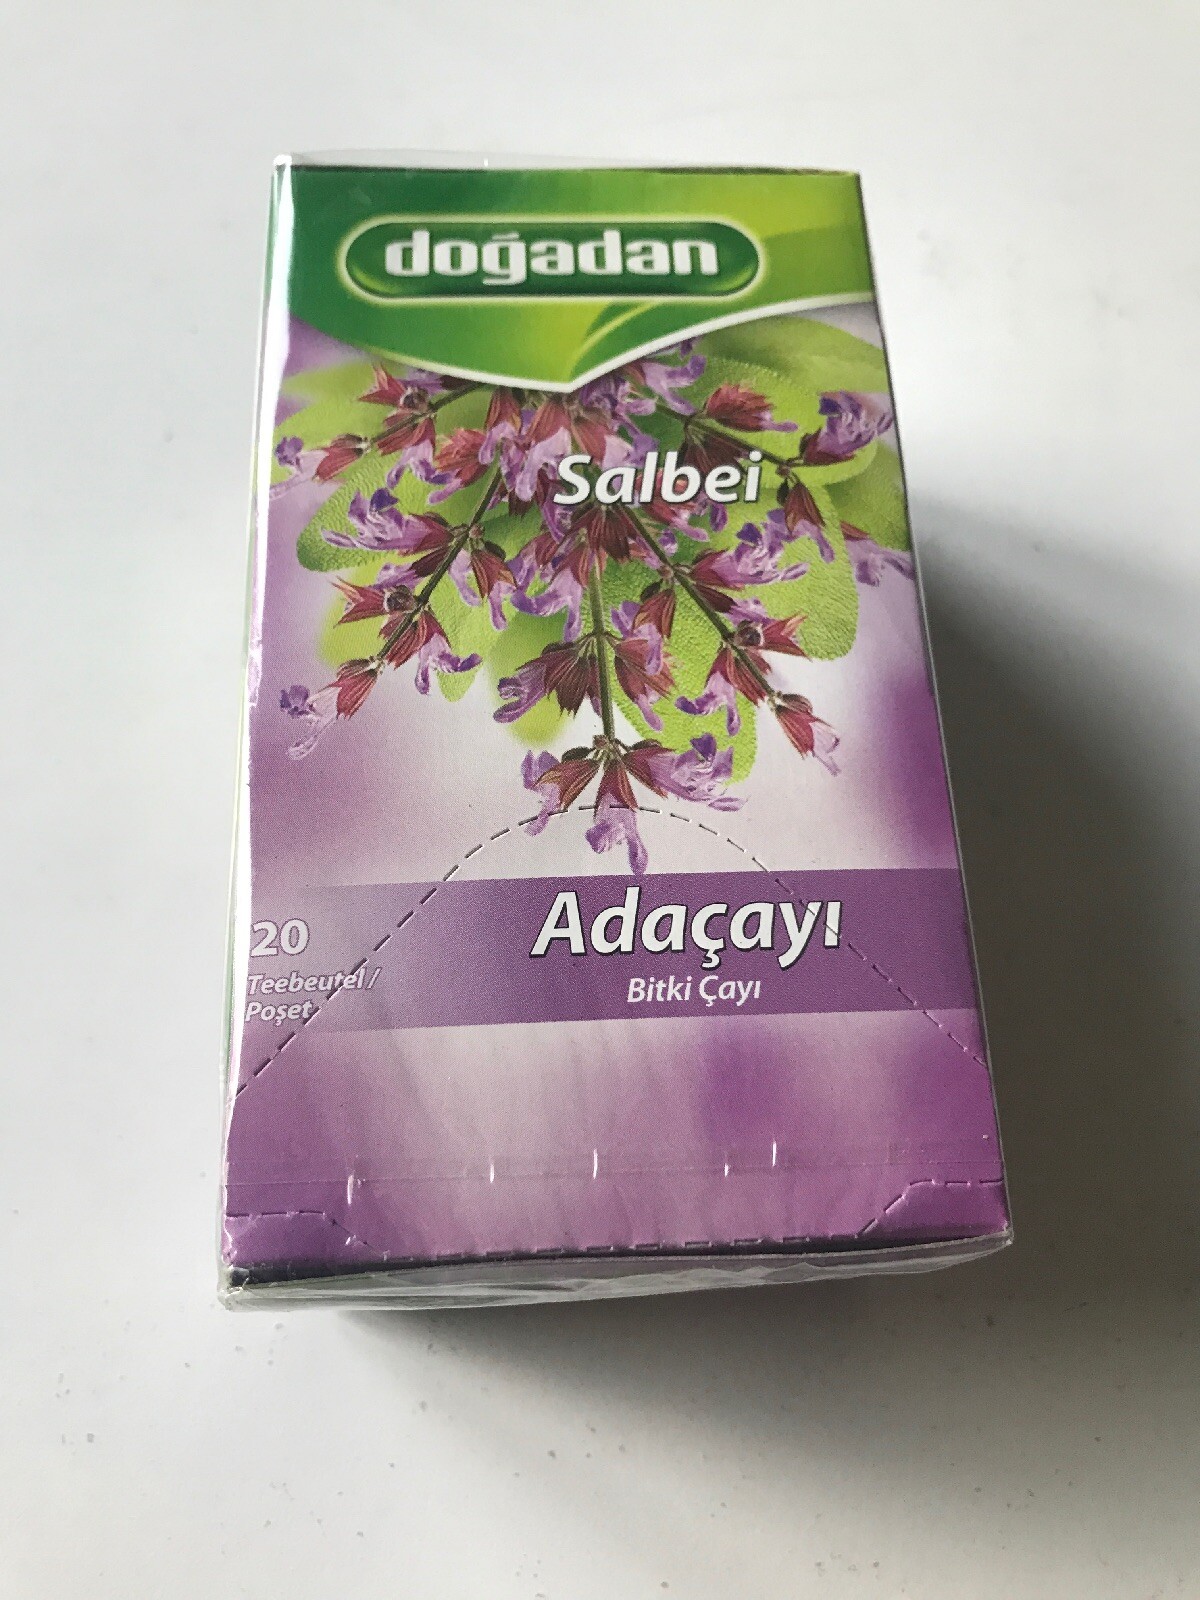 doğadan
Salbei
Adaçayı
Bitki Çayı
20
Teebeutel /
Poşet